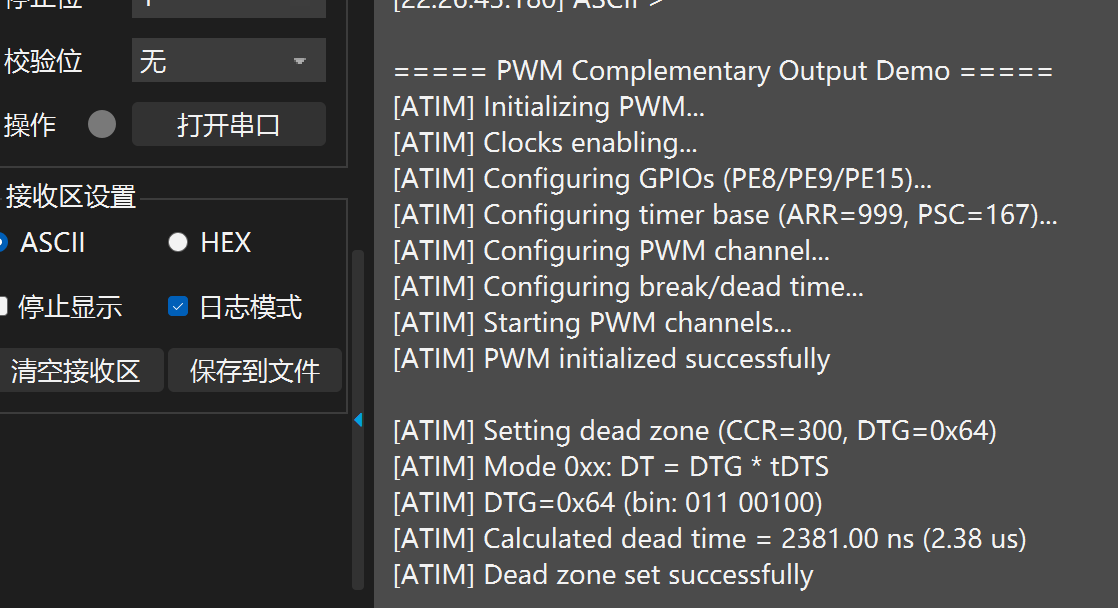 停止位
校验位
无
操作
打开串口
接收区设置
ASCII
HEX
停止显示
日志模式
清空接收区
保存到文件
===== PWM Complementary Output Demo =====
[ATIM] Initializing PWM...
[ATIM] Clocks enabling...
[ATIM] Configuring GPIOs (PE8/PE9/PE15)...
[ATIM] Configuring timer base (ARR=999, PSC=167)...
[ATIM] Configuring PWM channel...
[ATIM] Configuring break/dead time...
[ATIM] Starting PWM channels...
[ATIM] PWM initialized successfully
[ATIM] Setting dead zone (CCR=300, DTG=0x64)
[ATIM] Mode 0xx: DT = DTG * tDTS
[ATIM] DTG=0x64 (bin: 011 00100)
[ATIM] Calculated dead time = 2381.00 ns (2.38 us)
[ATIM] Dead zone set successfully